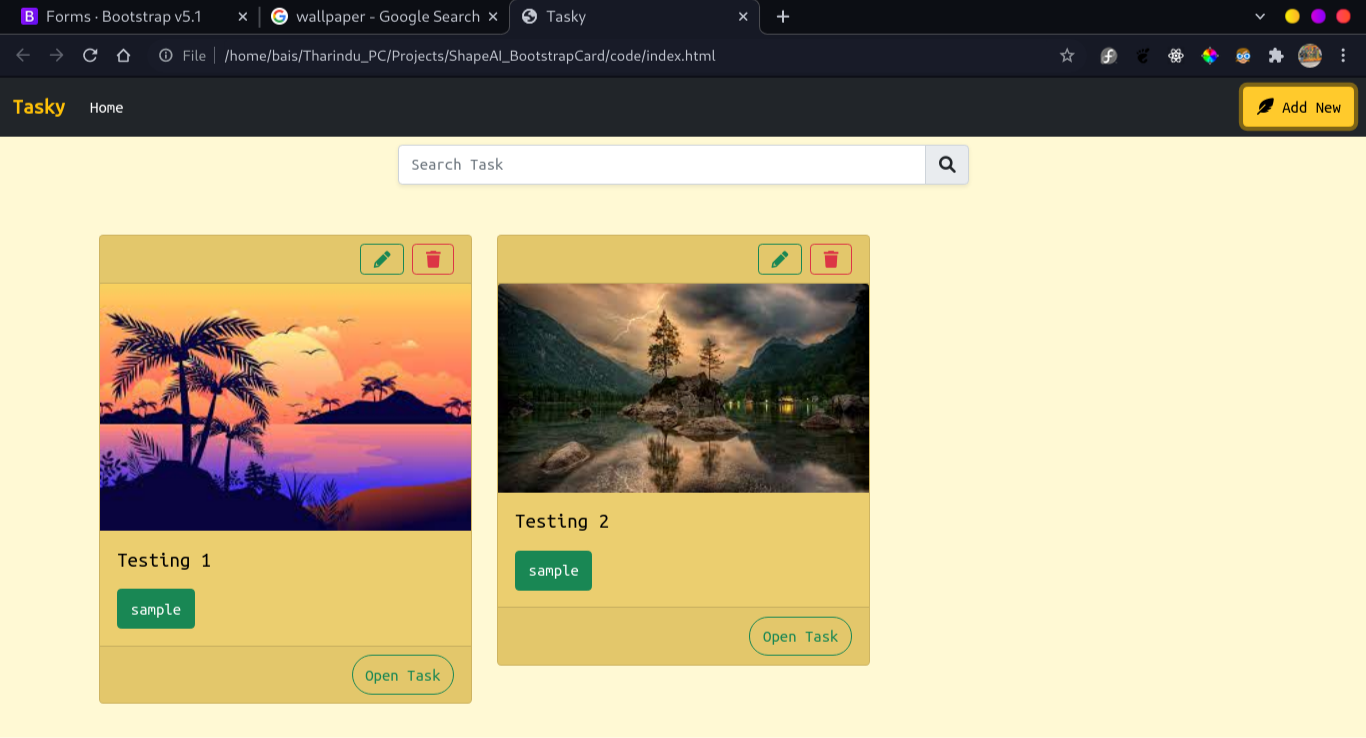 Forms · Bootstrap v5.1
wallpaper - Google Search
Tasky
File
/home/bais/Tharindu_PC/Projects/ShapeAI_BootstrapCard/code/index.html
Tasky
Home
Add New
Search Task
Testing 1
sample
Open Task
Testing 2
sample
Open Task